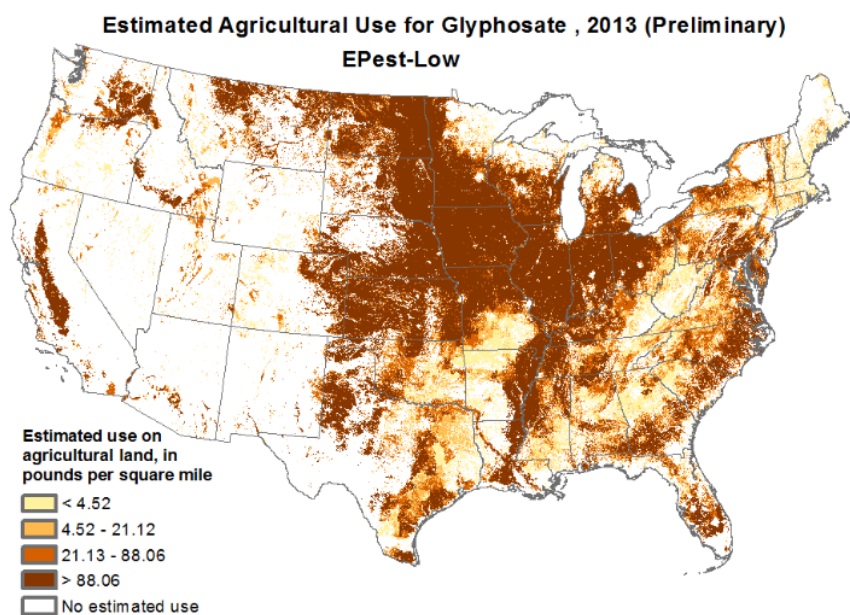 Estimated Agricultural Use for Glyphosate , 2013 (Preliminary)
EPest-Low
Estimated use on
agricultural land, in
pounds per square mile
< 4.52
4.52 - 21.12
21.13 - 88.06
> 88.06
No estimated use